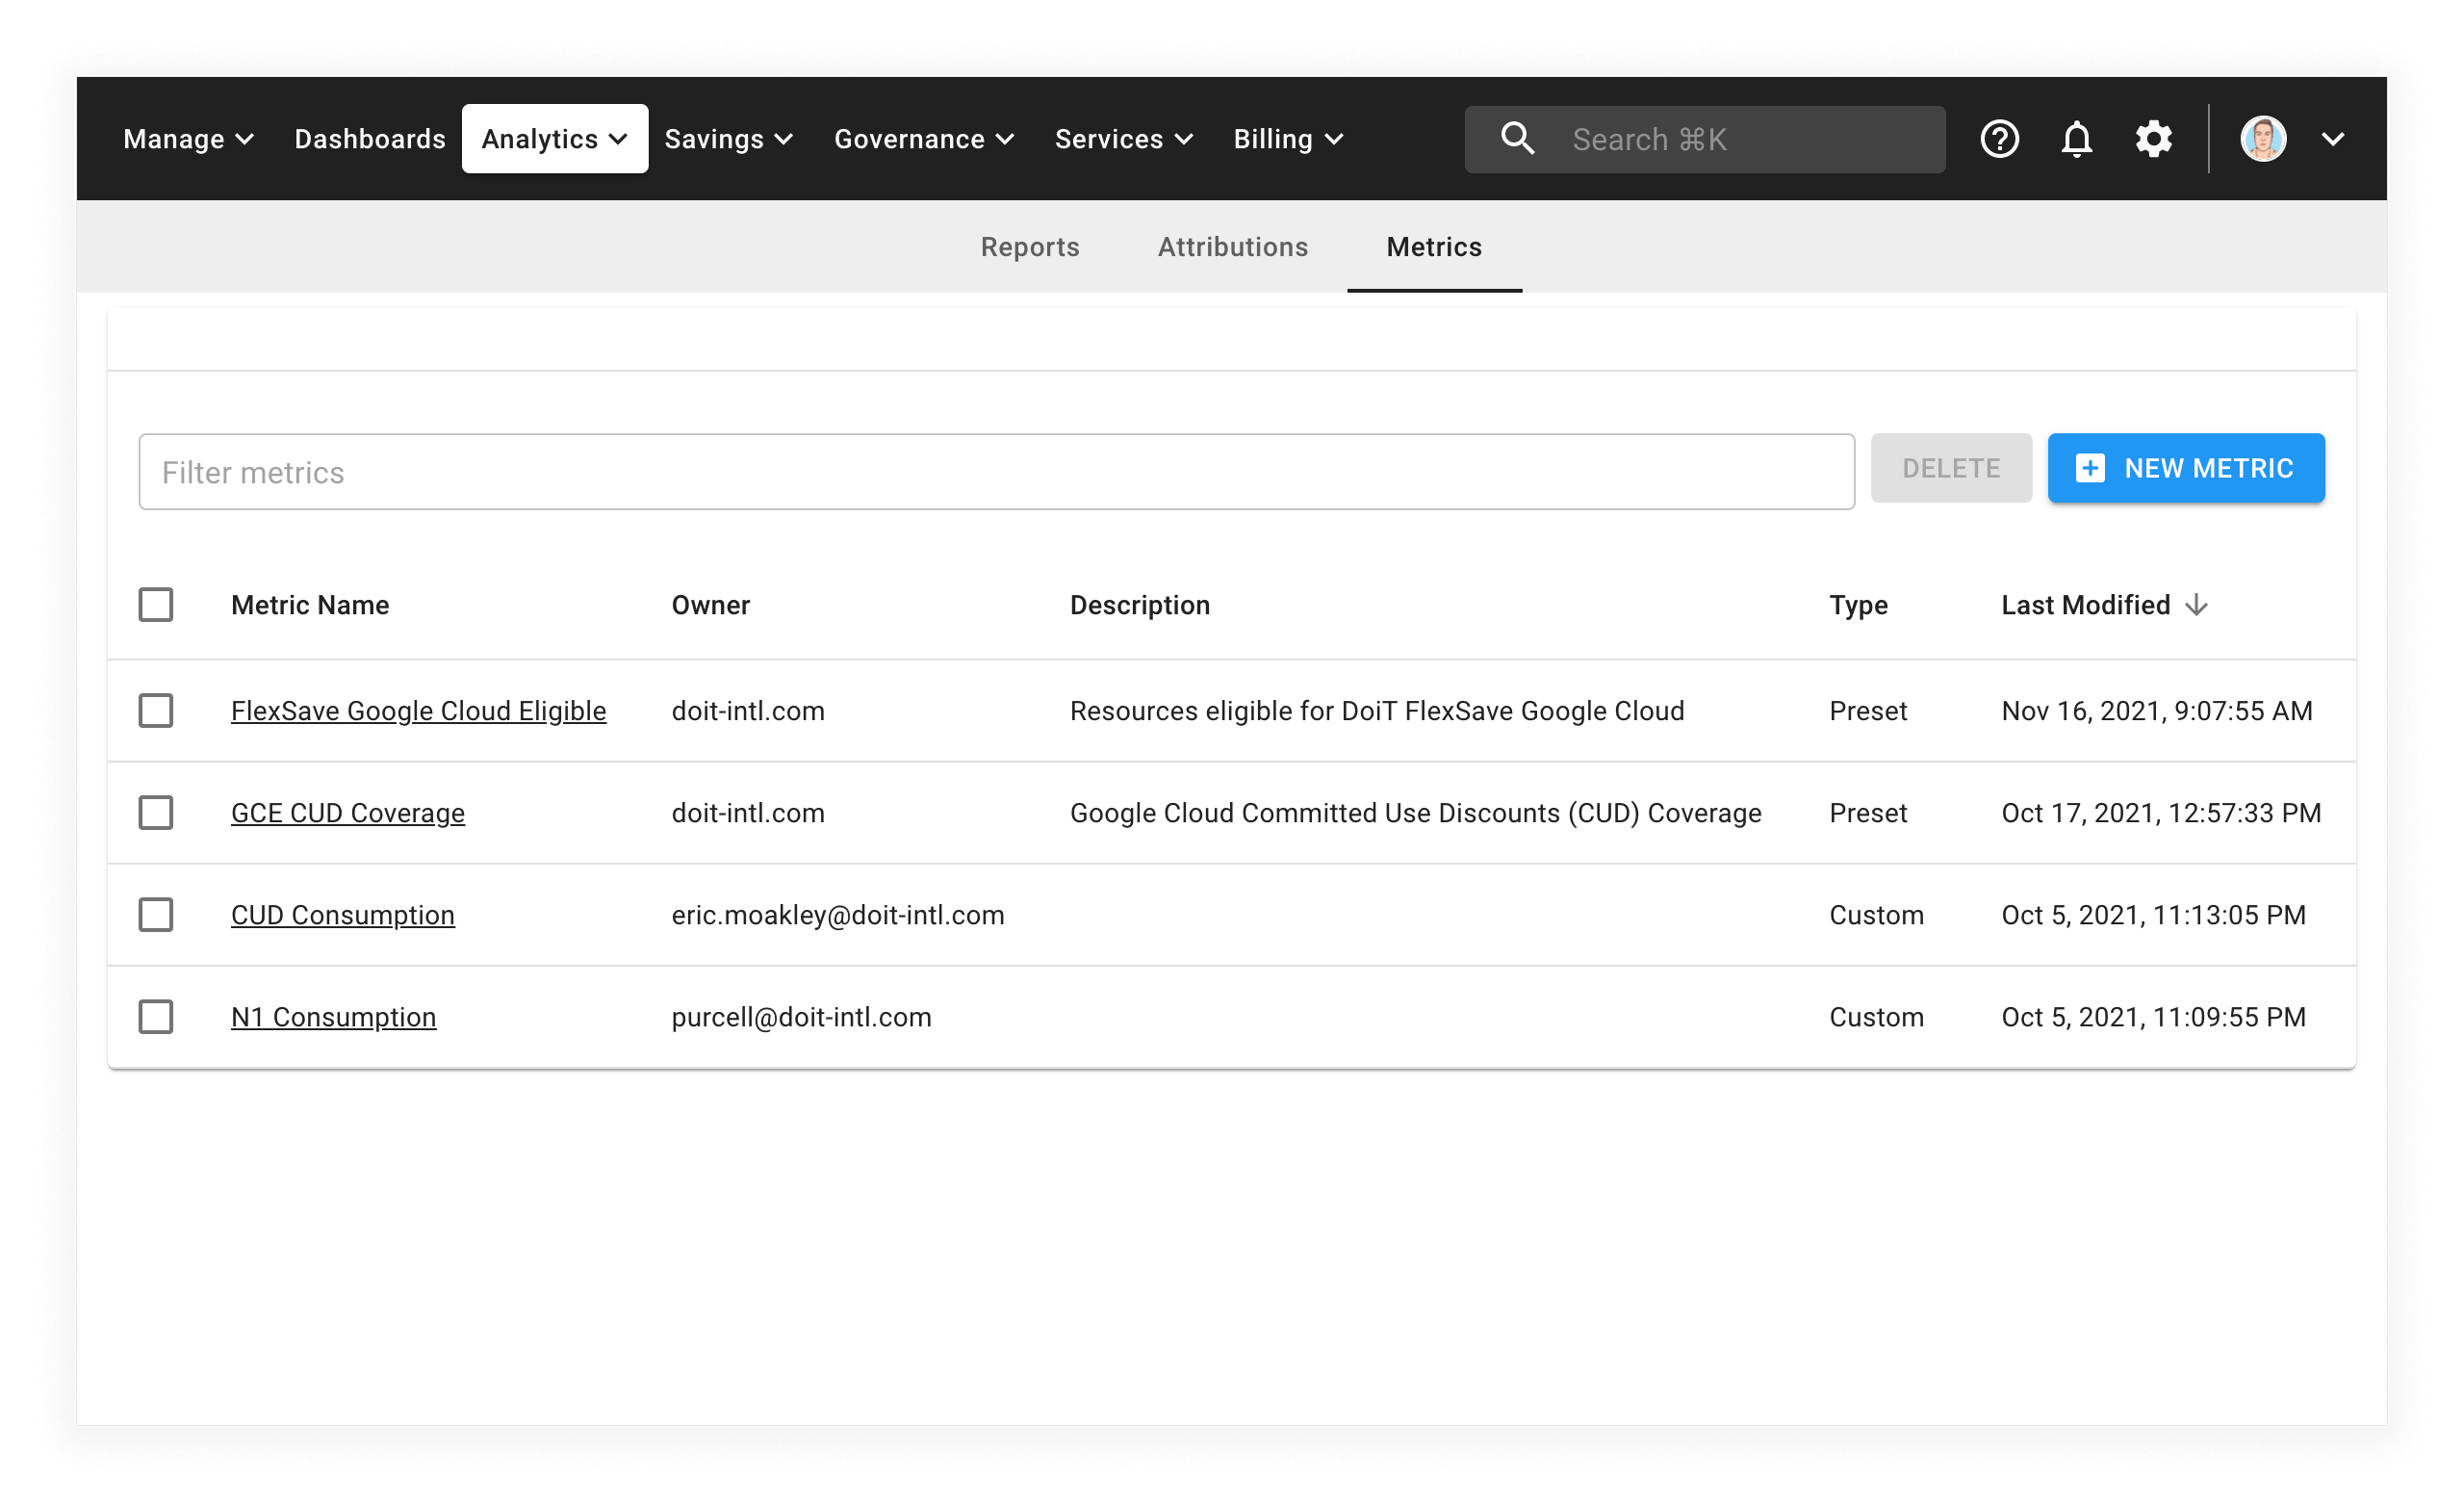 Manage Dashboards Analytics Savings Governance Services Billing Search ⌘K
Reports Attributions Metrics
Filter metrics DELETE NEW METRIC
Metric Name Owner Description Type Last Modified
FlexSave Google Cloud Eligible doit-intl.com Resources eligible for DoiT FlexSave Google Cloud Preset Nov 16, 2021, 9:07:55 AM
GCE CUD Coverage doit-intl.com Google Cloud Committed Use Discounts (CUD) Coverage Preset Oct 17, 2021, 12:57:33 PM
CUD Consumption eric.moakley@doit-intl.com Custom Oct 5, 2021, 11:13:05 PM
N1 Consumption purcell@doit-intl.com Custom Oct 5, 2021, 11:09:55 PM